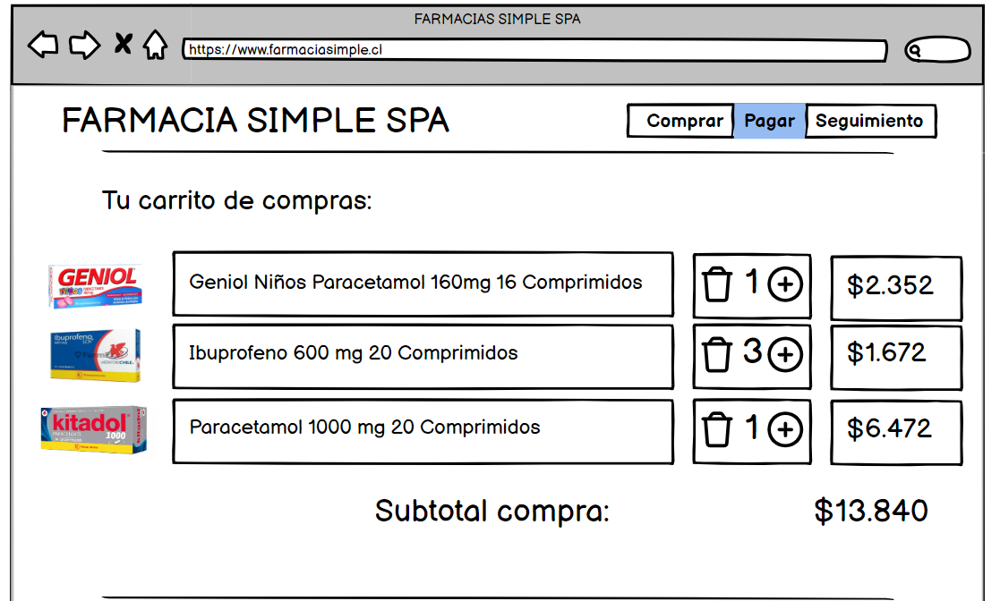 FARMACIAS SIMPLE SPA
https://www.farmaciasimple.cl
FARMACIA SIMPLE SPA
Comprar Pagar Seguimiento
Tu carrito de compras:
GENIOL
Geniol Niños Paracetamol 160mg 16 Comprimidos
1
$2.352
Ibuprofeno
Ibuprofeno 600 mg 20 Comprimidos
3
$1.672
kitadol
1000
PARACETAMOL
Paracetamol 1000 mg 20 Comprimidos
1
$6.472
Subtotal compra: $13.840